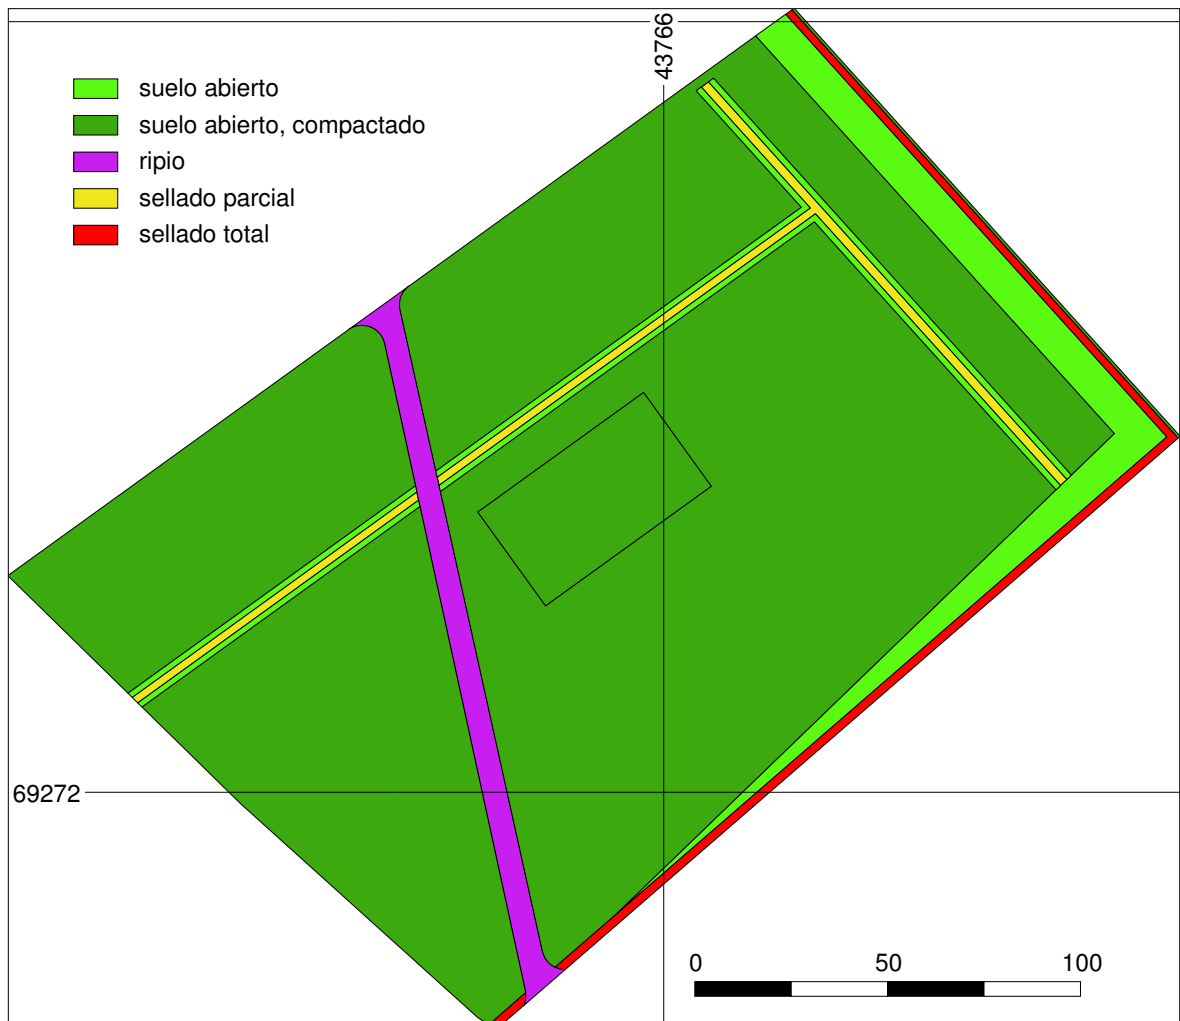 43766
suelo abierto
suelo abierto, compactado
ripio
sellado parcial
sellado total
69272
0 50 100